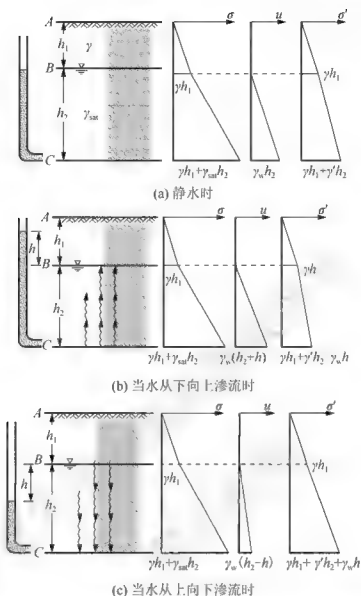 A σ u σ'
h₁ γ
B γh₁ γh₁
h₂ γsat
C
γh₁+γsath₂ γwh₂ γh₁+γ'h₂
(a) 静水时
A σ u σ'
h h₁
B γh₁ γh
h₂
C
γh₁+γsath₂ γw(h₂+h) γh₁+γ'h₂ γwh
(b) 当水从下向上渗流时
A σ u σ'
h₁
B γh₁ γh₁
h
h₂
C
γh₁+γsath₂ γw(h₂-h) γh₁+γ'h₂+γwh
(c) 当水从上向下渗流时